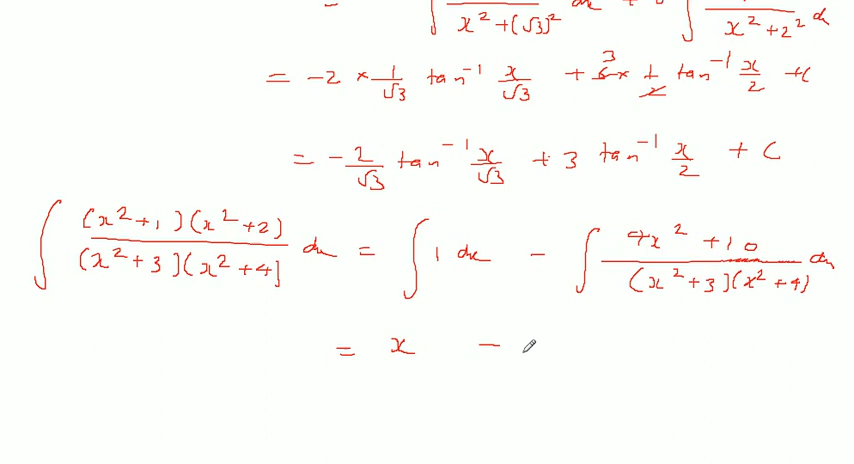 = ∫ x² + (√3)² dx + 6 ∫ x² + 2² dx
= -2 × 1/√3 tan⁻¹ x/√3 + 6 3 × 1/2 tan⁻¹ x/2 + C
= - 2/√3 tan⁻¹ x/√3 + 3 tan⁻¹ x/2 + C
∫ (x² + 1)(x² + 2) / (x² + 3)(x² + 4) dx = ∫ 1 dx - ∫ 4x² + 10 / (x² + 3)(x² + 4) dx
= x -